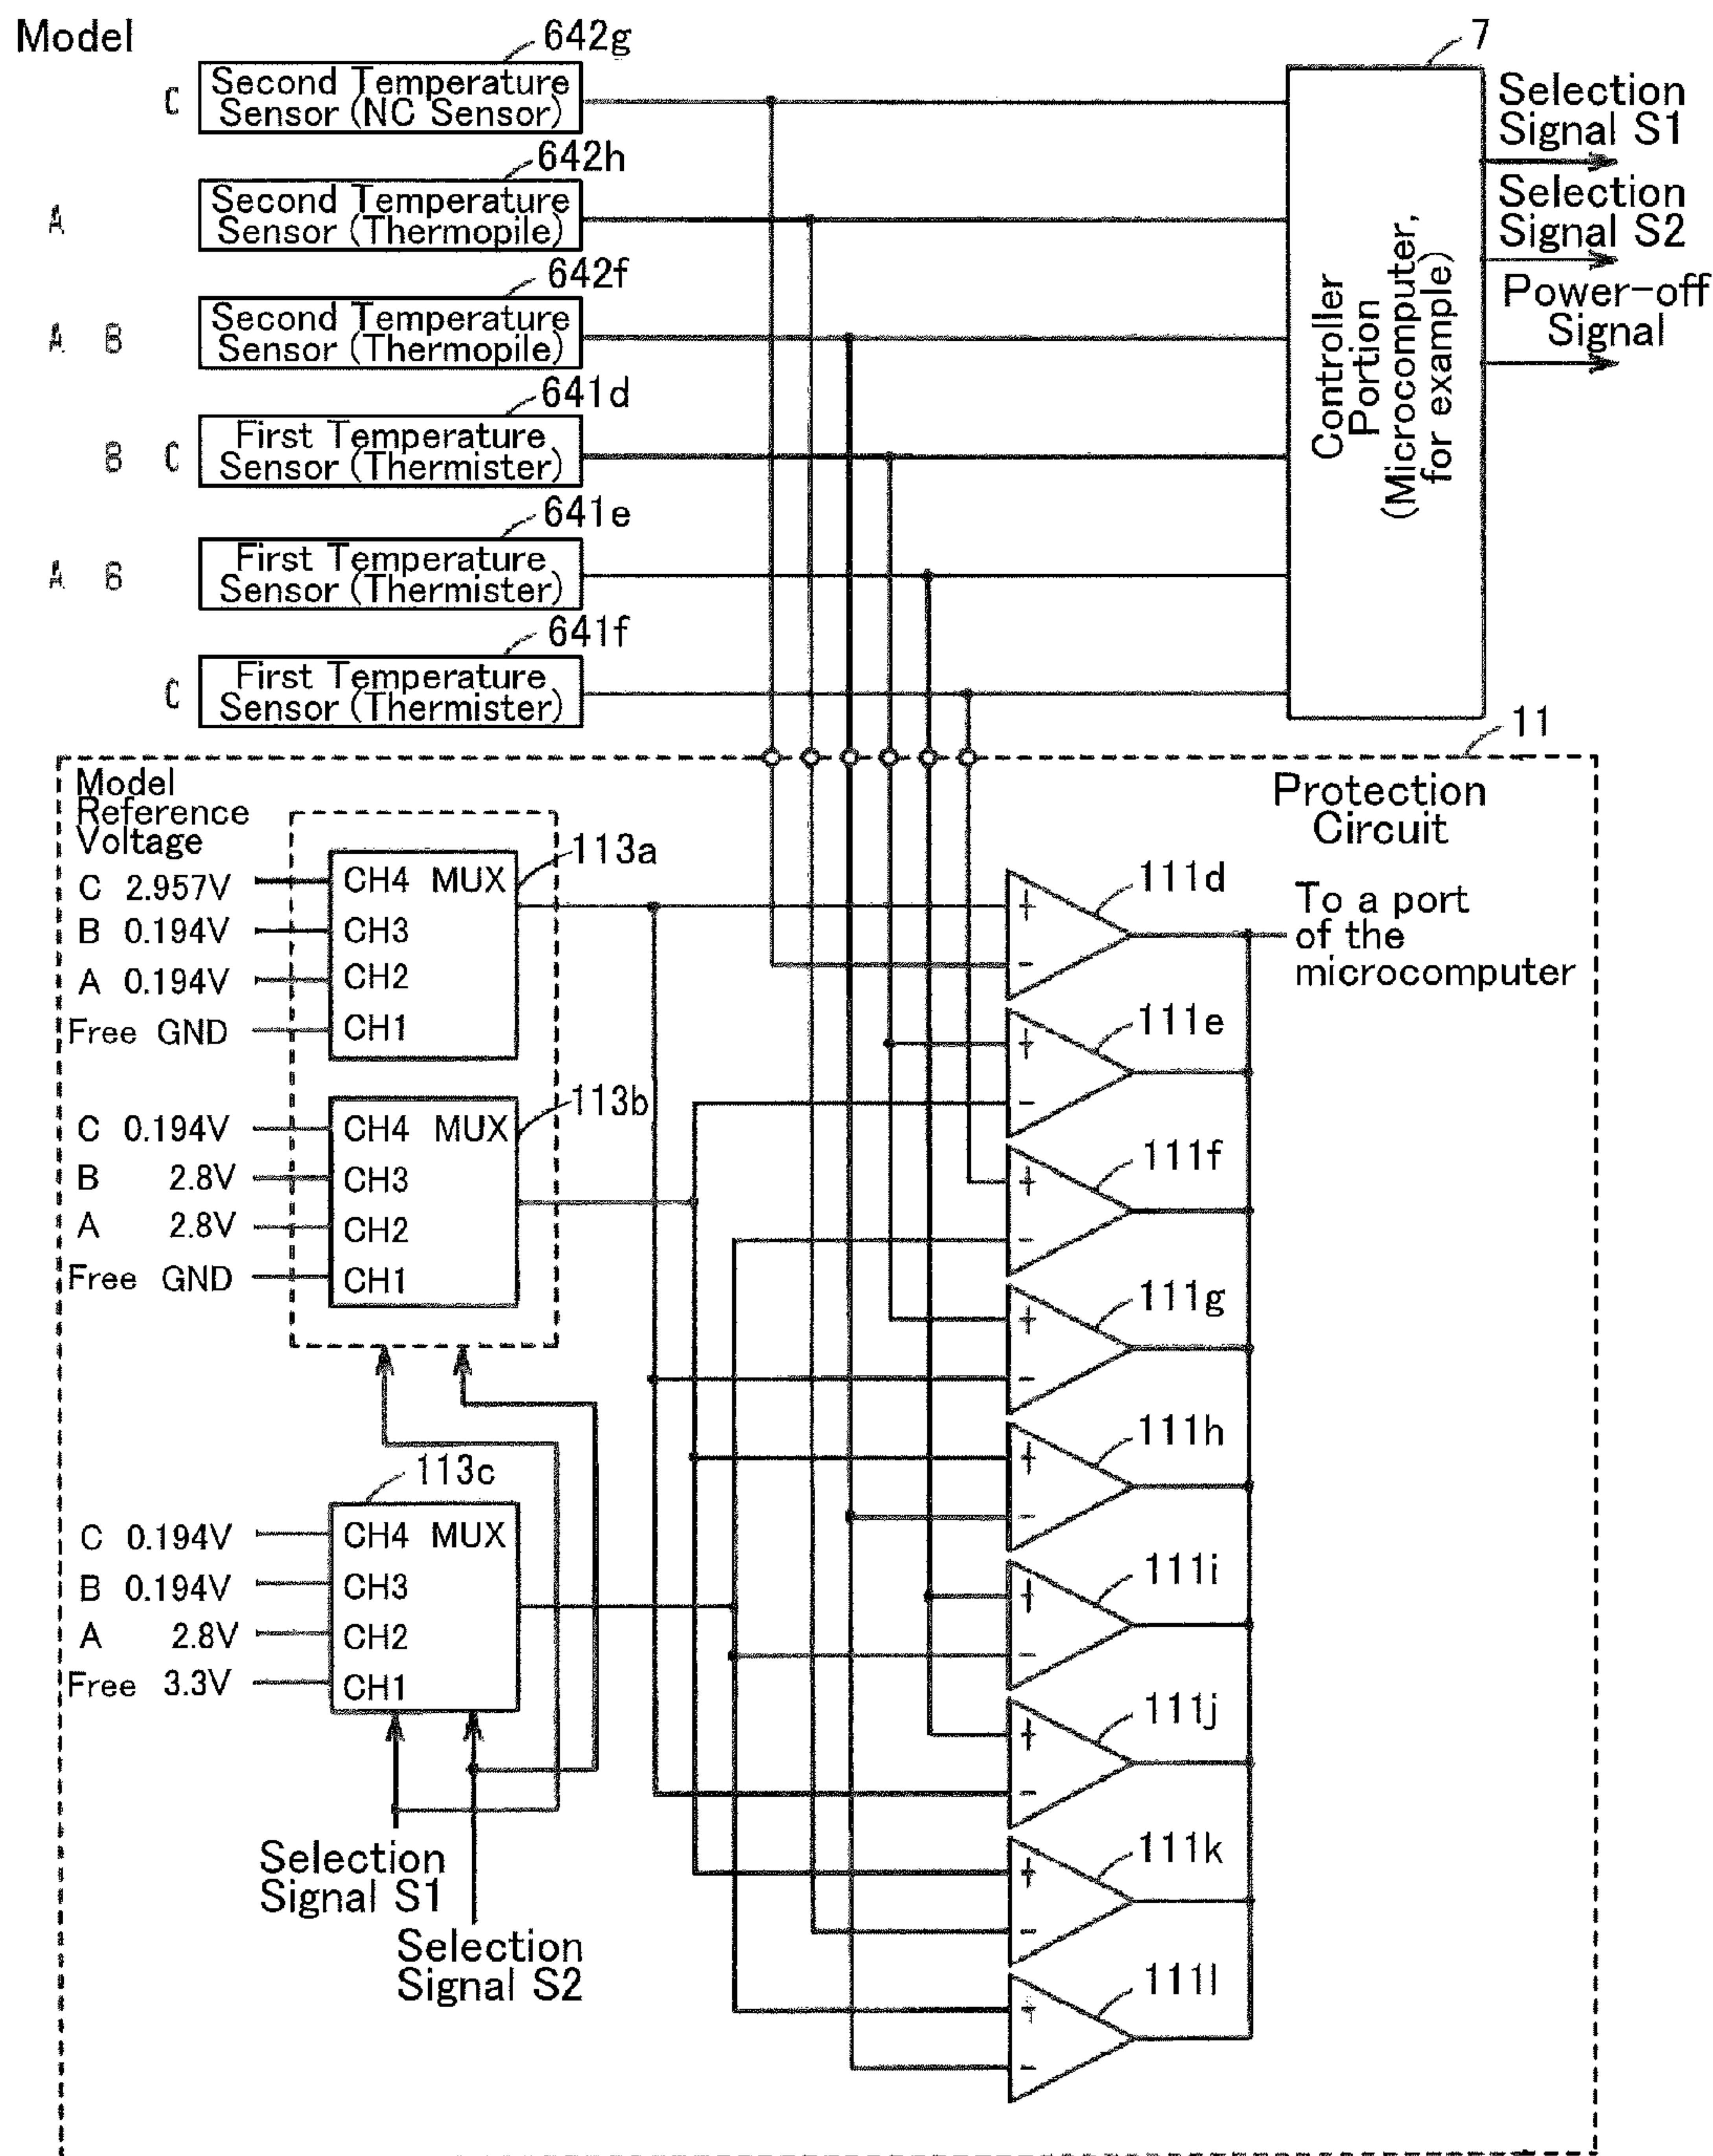 Model
642g
7
C
Second Temperature
Sensor (NC Sensor)
642h
A
Second Temperature
Sensor (Thermopile)
642f
A B
Second Temperature
Sensor (Thermopile)
641d
B C
First Temperature
Sensor (Thermister)
641e
A B
First Temperature
Sensor (Thermister)
641f
C
First Temperature
Sensor (Thermister)
Controller
Portion
(Microcomputer,
for example)
Selection
Signal S1
Selection
Signal S2
Power-off
Signal
11
Protection
Circuit
Model
Reference
Voltage
113a
C 2.957V CH4 MUX
B 0.194V CH3
A 0.194V CH2
Free GND CH1
113b
C 0.194V CH4 MUX
B 2.8V CH3
A 2.8V CH2
Free GND CH1
113c
C 0.194V CH4 MUX
B 0.194V CH3
A 2.8V CH2
Free 3.3V CH1
Selection
Signal S1
Selection
Signal S2
111d
+
-
To a port
of the
microcomputer
111e
+
-
111f
+
-
111g
+
-
111h
+
-
111i
+
-
111j
+
-
111k
+
-
111l
+
-